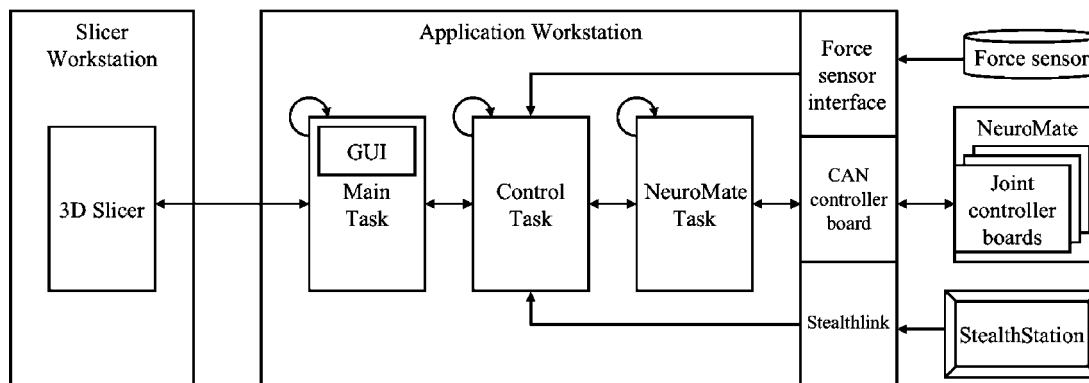 Slicer
Workstation
3D Slicer
Application Workstation
GUI
Main
Task
Control
Task
NeuroMate
Task
Force
sensor
interface
CAN
controller
board
Stealthlink
Force sensor
NeuroMate
Joint
controller
boards
StealthStation